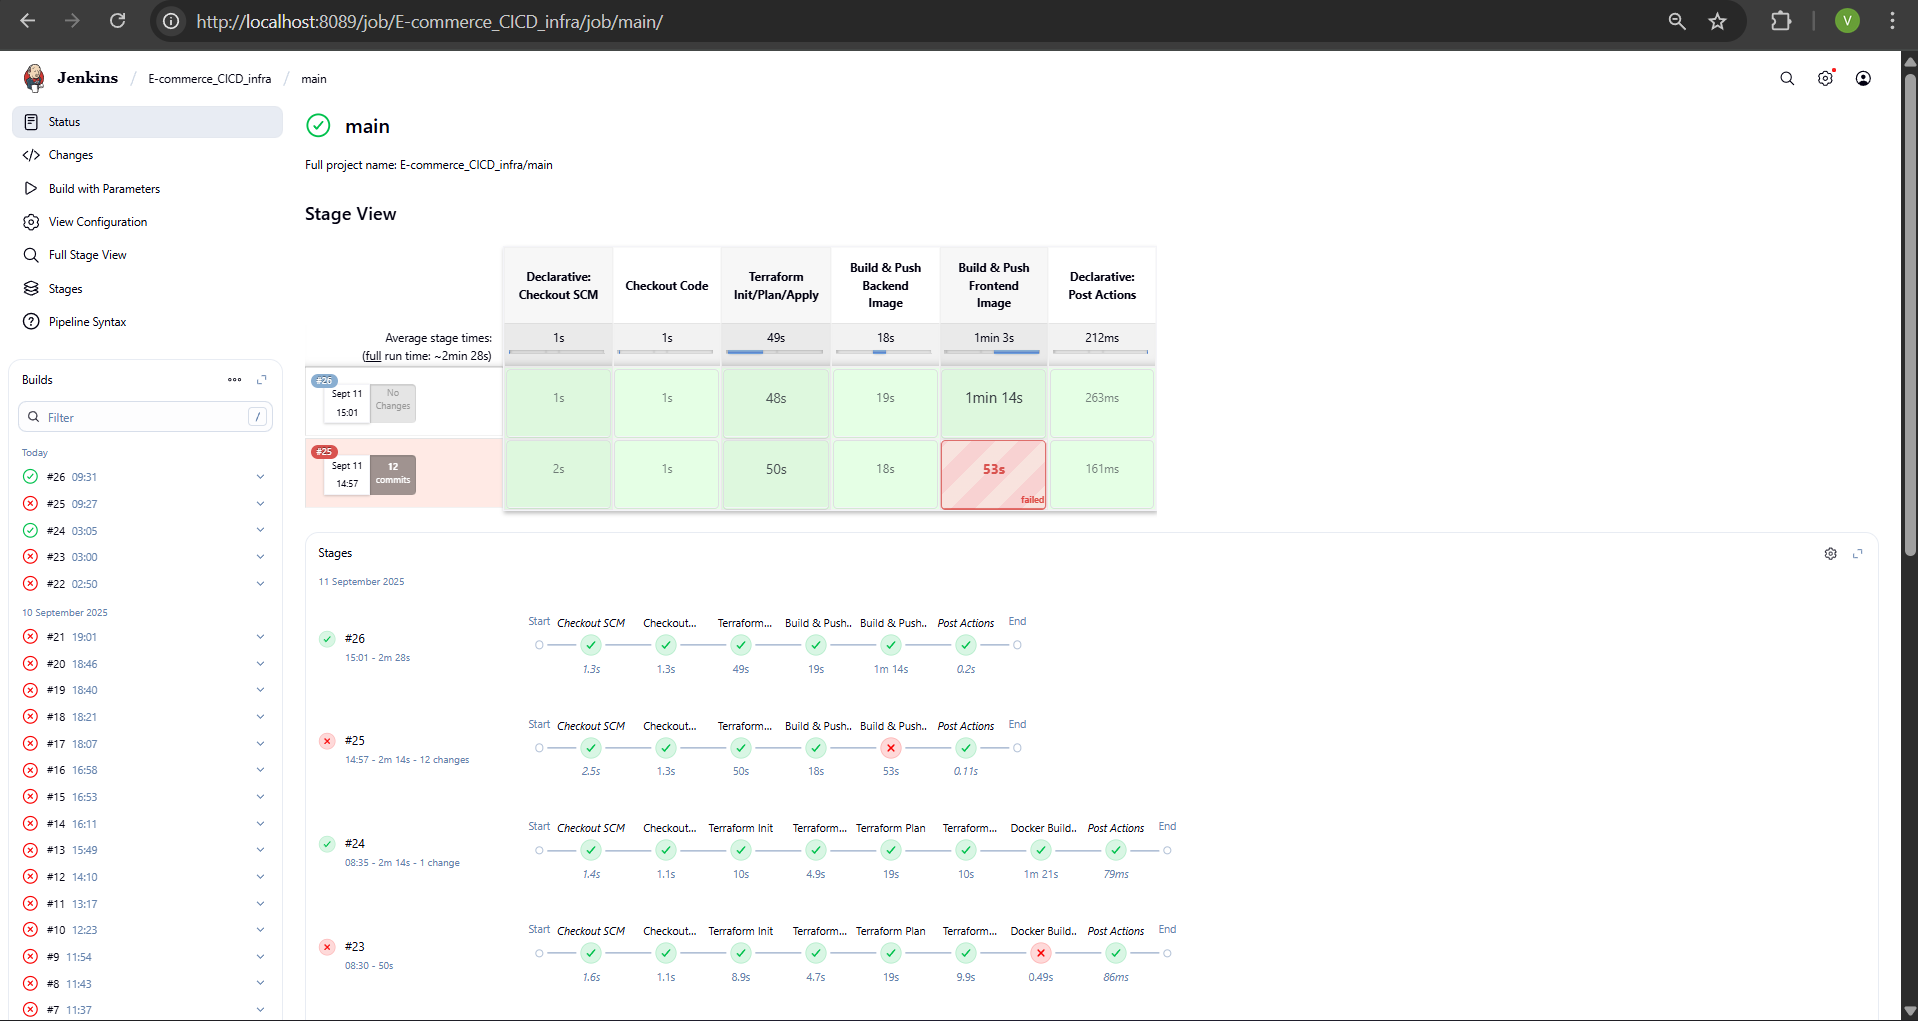 http://localhost:8089/job/E-commerce_CICD_infra/job/main/
V
Jenkins / E-commerce_CICD_infra / main
Status
Changes
Build with Parameters
View Configuration
Full Stage View
Stages
Pipeline Syntax
Builds
Filter /
Today
#26 09:31
#25 09:27
#24 03:05
#23 03:00
#22 02:50
10 September 2025
#21 19:01
#20 18:46
#19 18:40
#18 18:21
#17 18:07
#16 16:58
#15 16:53
#14 16:11
#13 15:49
#12 14:10
#11 13:17
#10 12:23
#9 11:54
#8 11:43
#7 11:37
main
Full project name: E-commerce_CICD_infra/main
Stage View
Declarative:
Checkout SCM
Checkout Code
Terraform
Init/Plan/Apply
Build & Push
Backend
Image
Build & Push
Frontend
Image
Declarative:
Post Actions
Average stage times:
(full run time: ~2min 28s)
1s 1s 49s 18s 1min 3s 212ms
#26
Sept 11
15:01
No
Changes
1s 1s 48s 19s 1min 14s 263ms
#25
Sept 11
14:57
12
commits
2s 1s 50s 18s 53s 161ms
failed
Stages
11 September 2025
#26
15:01 - 2m 28s
Start Checkout SCM Checkout... Terraform... Build & Push.. Build & Push.. Post Actions End
1.3s 1.3s 49s 19s 1m 14s 0.2s
#25
14:57 - 2m 14s - 12 changes
Start Checkout SCM Checkout... Terraform... Build & Push.. Build & Push.. Post Actions End
2.5s 1.3s 50s 18s 53s 0.11s
#24
08:35 - 2m 14s - 1 change
Start Checkout SCM Checkout... Terraform Init Terraform... Terraform Plan Terraform... Docker Build.. Post Actions End
1.4s 1.1s 10s 4.9s 19s 10s 1m 21s 79ms
#23
08:30 - 50s
Start Checkout SCM Checkout... Terraform Init Terraform... Terraform Plan Terraform... Docker Build.. Post Actions End
1.6s 1.1s 8.9s 4.7s 19s 9.9s 0.49s 86ms